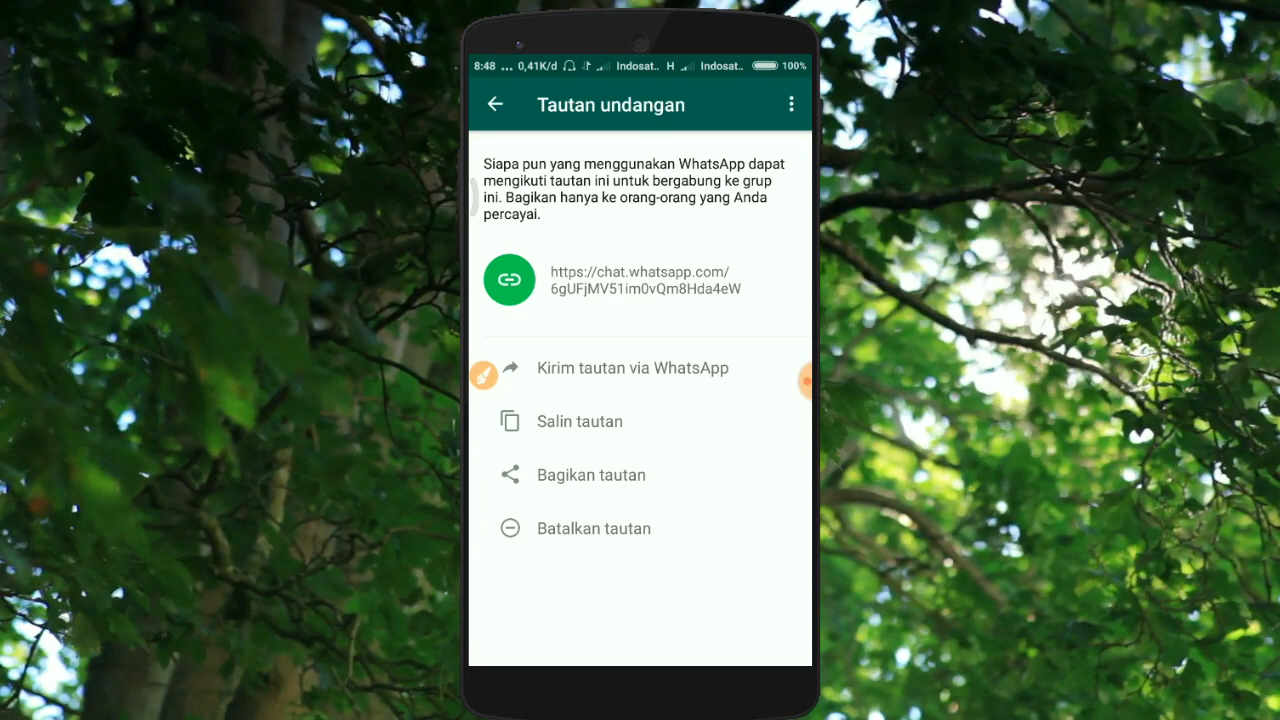 8:48 ... 0,41K/d Indosat.. H Indosat.. 100%
Tautan undangan
Siapa pun yang menggunakan WhatsApp dapat
mengikuti tautan ini untuk bergabung ke grup
ini. Bagikan hanya ke orang-orang yang Anda
percayai.
https://chat.whatsapp.com/
6gUFjMV51im0vQm8Hda4eW
Kirim tautan via WhatsApp
Salin tautan
Bagikan tautan
Batalkan tautan